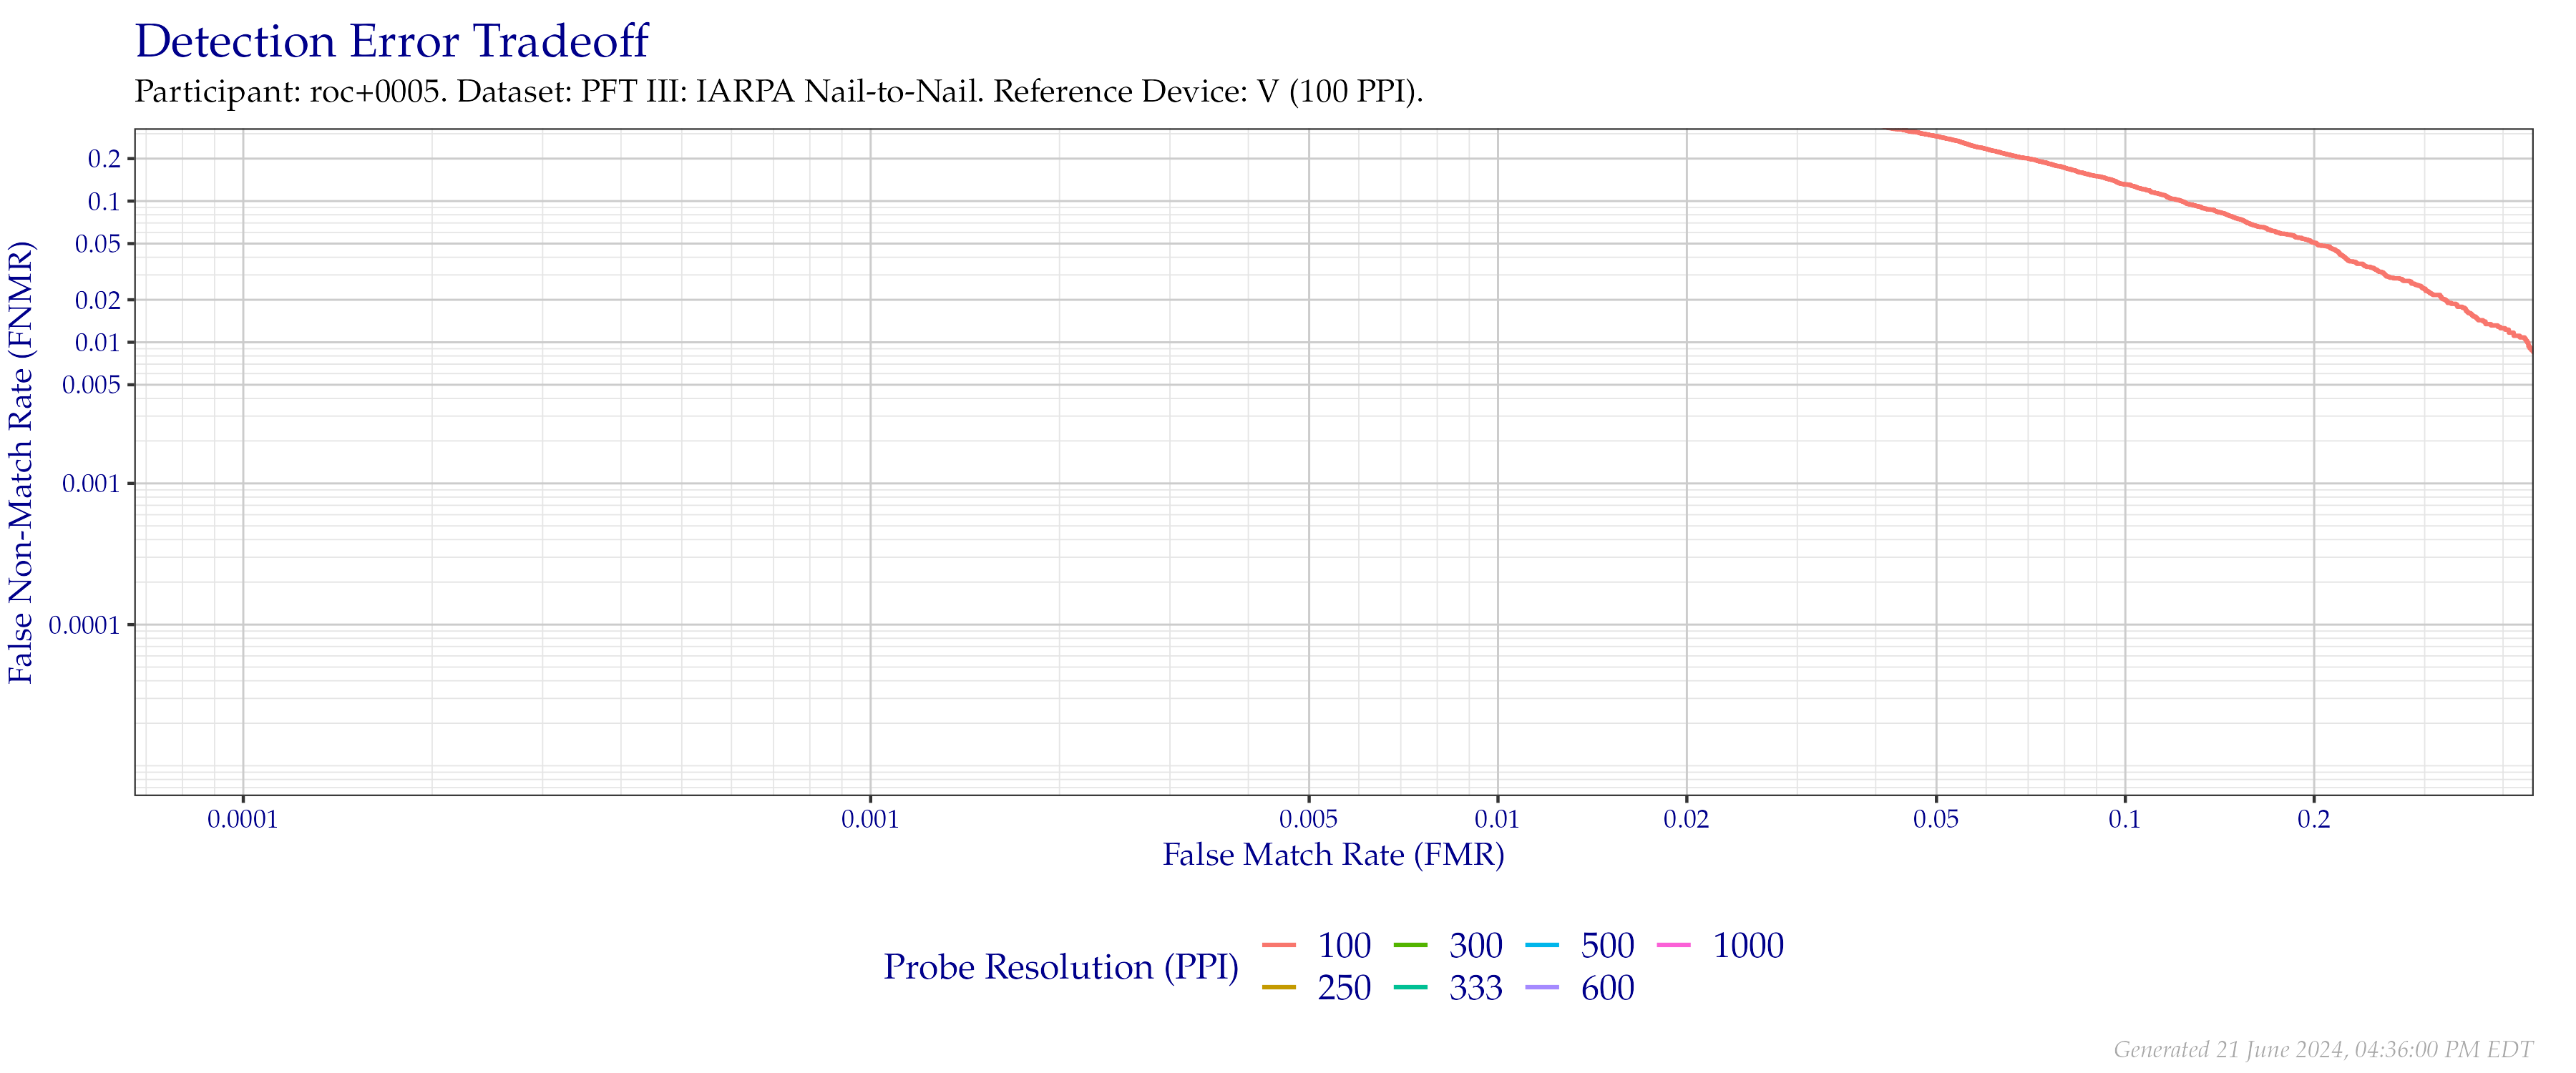 Detection Error Tradeoff
Participant: roc+0005. Dataset: PFT III: IARPA Nail-to-Nail. Reference Device: V (100 PPI).
False Non-Match Rate (FNMR)
0.2
0.1
0.05
0.02
0.01
0.005
0.001
0.0001
0.0001 0.001 0.005 0.01 0.02 0.05 0.1 0.2
False Match Rate (FMR)
Probe Resolution (PPI)
100 300 500 1000
250 333 600
Generated 21 June 2024, 04:36:00 PM EDT